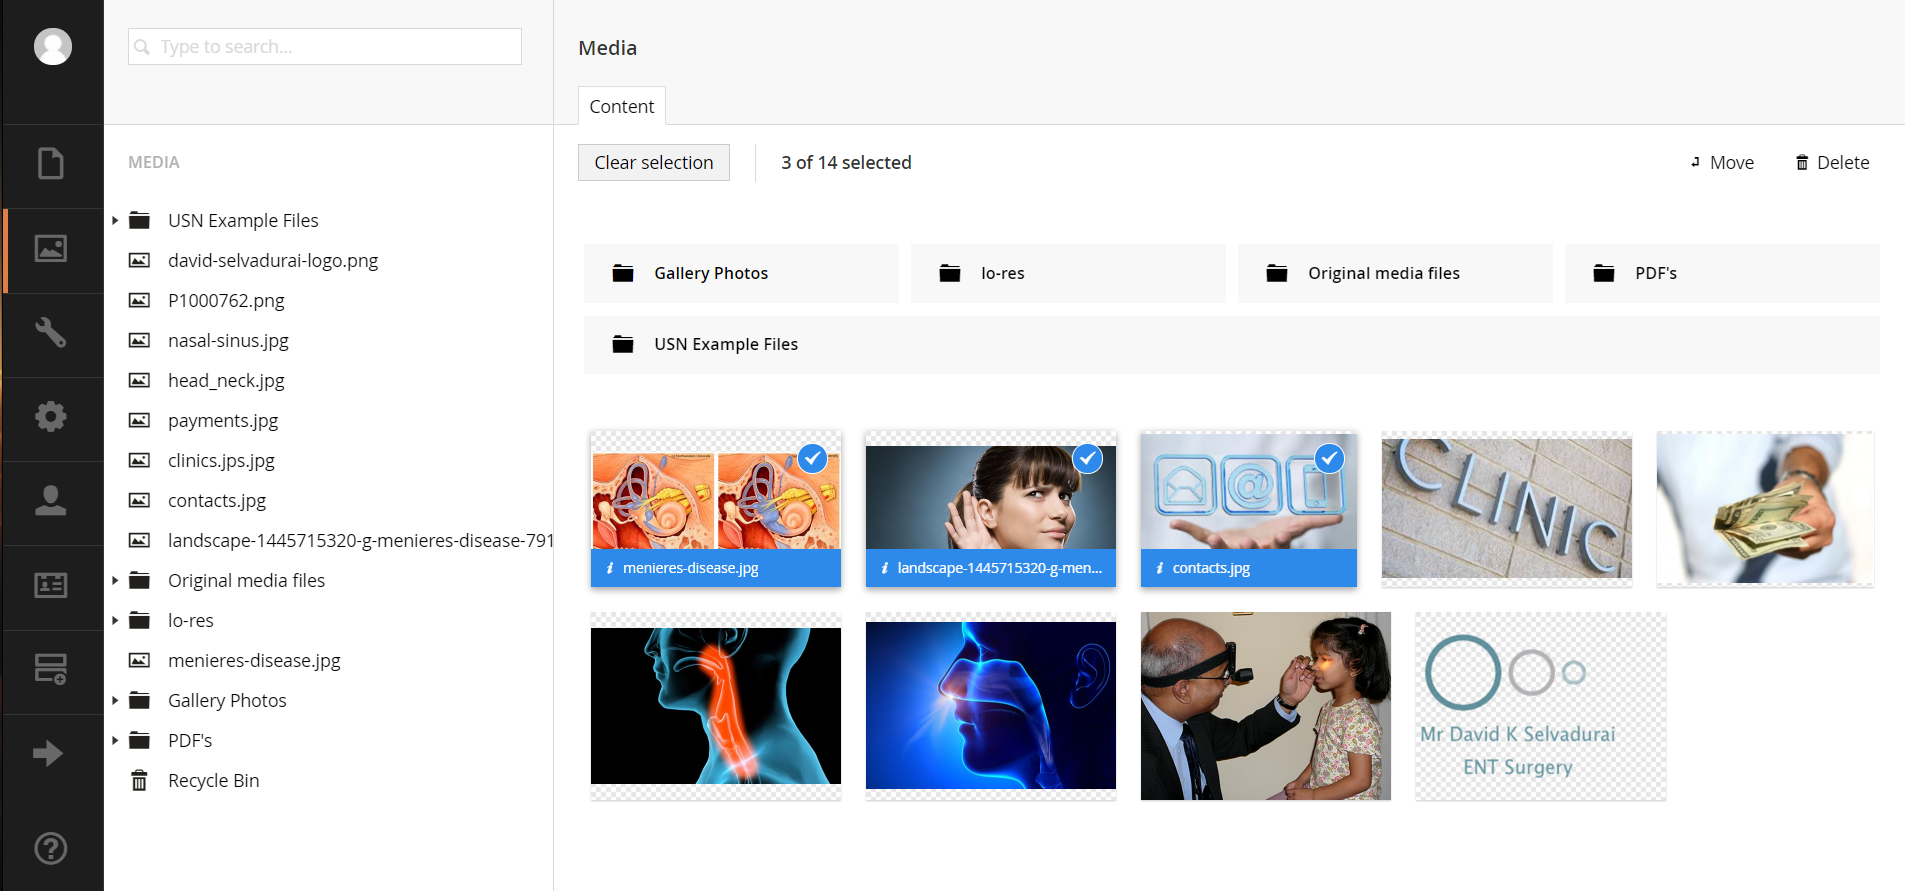 Type to search...
MEDIA
USN Example Files
david-selvadurai-logo.png
P1000762.png
nasal-sinus.jpg
head_neck.jpg
payments.jpg
clinics.jps.jpg
contacts.jpg
landscape-1445715320-g-menieres-disease-791
Original media files
lo-res
menieres-disease.jpg
Gallery Photos
PDF's
Recycle Bin
Media
Content
Clear selection
3 of 14 selected
Move
Delete
Gallery Photos
lo-res
Original media files
PDF's
USN Example Files
menieres-disease.jpg
landscape-1445715320-g-men...
contacts.jpg
CLINIC
Mr David K Selvadurai
ENT Surgery